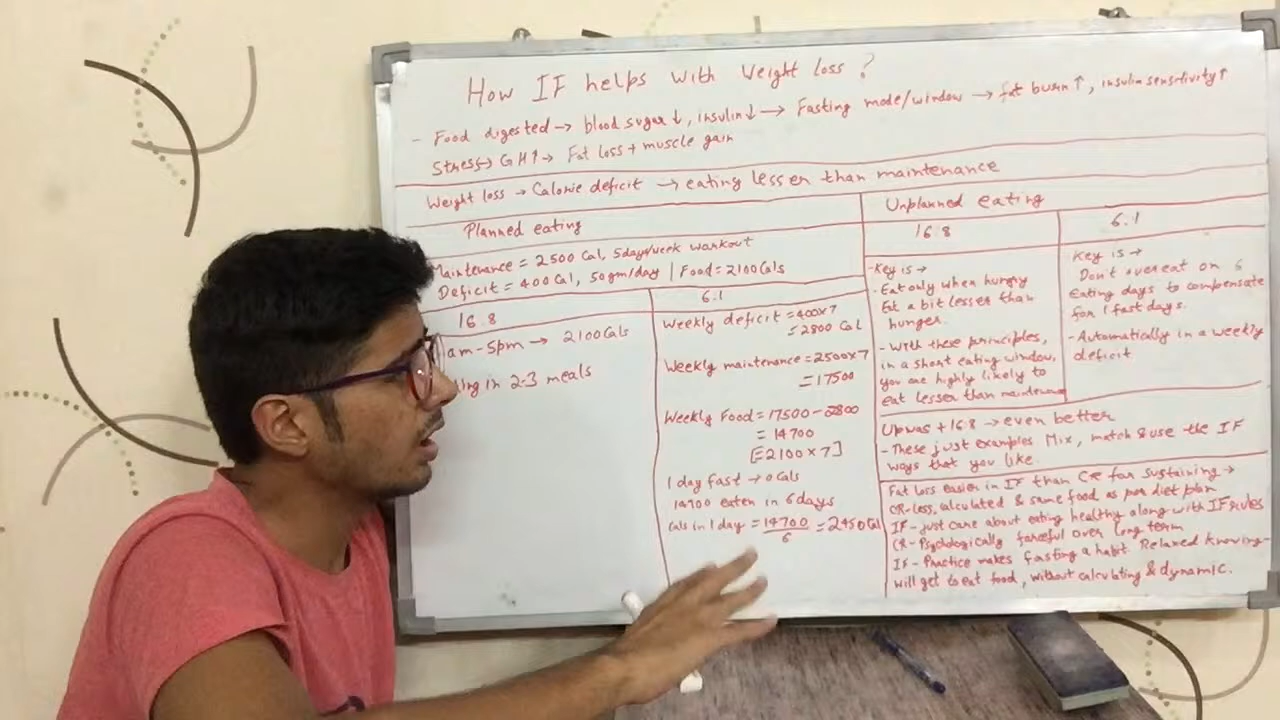 How IF helps with weight loss ?
- Food digested → blood sugar ↓, insulin ↓ → Fasting mode/window → fat burn ↑, insulin sensitivity ↑
Stress → GH ↑ → Fat loss + muscle gain
Weight loss → Calorie deficit → eating lesser than maintenance
Planned eating
Maintenance = 2500 Cal, 5days/week workout
Deficit = 400 Cal, 50gm/day | Food = 2100 Cals
16:8
am-5pm → 2100 Cals
ing in 2-3 meals
6:1
Weekly deficit = 400x7
= 2800 Cal
Weekly maintenance = 2500x7
= 17500
Weekly Food = 17500 - 2800
= 14700
[= 2100 x 7]
1 day fast → 0 Cals
14700 eaten in 6 days
Cals in 1 day = 14700/6 = 2450 Cal
Unplanned eating
16:8
- Key is →
- Eat only when hungry
Eat a bit lesser than
hunger.
- With these principles,
in a short eating window,
you are highly likely to
eat lesser than maintenance
6:1
Key is →
Don't overeat on 6
Eating days to compensate
for 1 fast days.
- Automatically in a weekly
deficit
Upwas + 16:8 → even better
- These just examples. Mix, match & use the IF
ways that you like.
Fat Loss easier in IF than CR for sustaining →
CR-less, calculated & same food as per diet plan
IF - just care about eating healthy along with IF rules
CR - Psychologically forceful over long term
IF - Practice makes fasting a habit. Relaxed knowing-
will get to eat food, without calculating & dynamic.